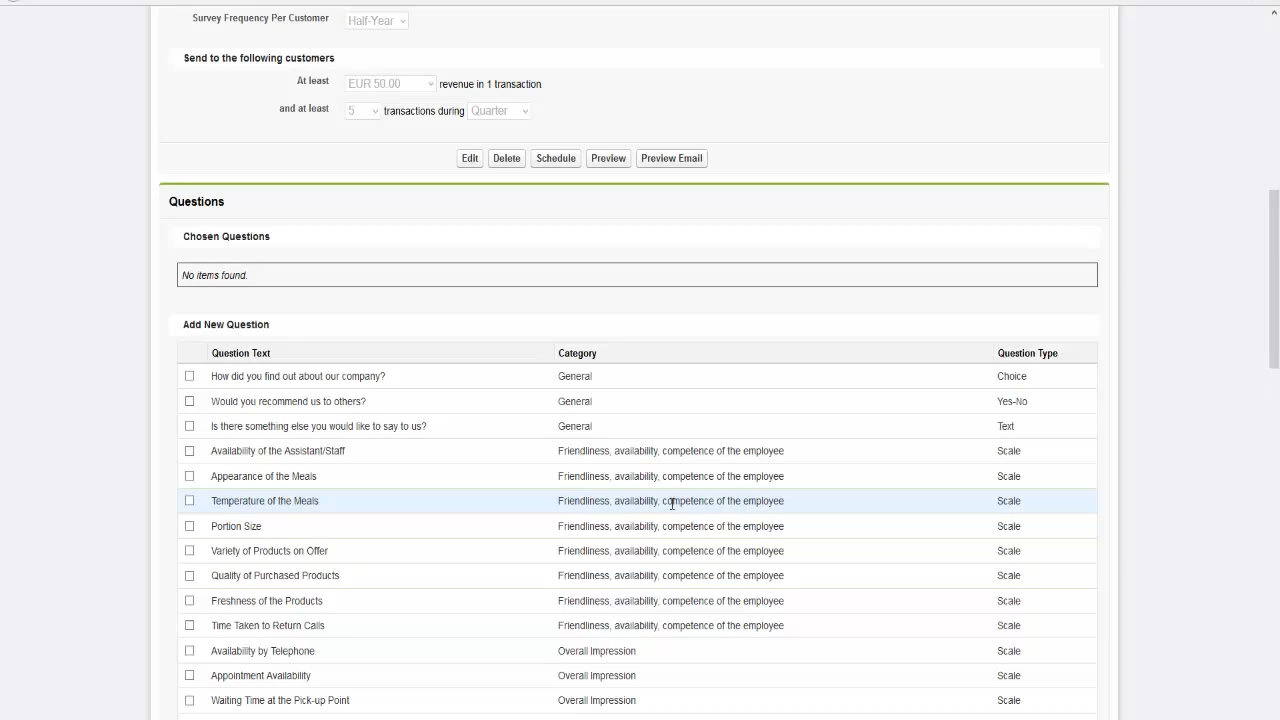 Survey Frequency Per Customer Half-Year
Send to the following customers
At least EUR 50.00 revenue in 1 transaction
and at least 5 transactions during Quarter
Edit Delete Schedule Preview Preview Email
Questions
Chosen Questions
No items found.
Add New Question
Question Text Category Question Type
How did you find out about our company? General Choice
Would you recommend us to others? General Yes-No
Is there something else you would like to say to us? General Text
Availability of the Assistant/Staff Friendliness, availability, competence of the employee Scale
Appearance of the Meals Friendliness, availability, competence of the employee Scale
Temperature of the Meals Friendliness, availability, competence of the employee Scale
Portion Size Friendliness, availability, competence of the employee Scale
Variety of Products on Offer Friendliness, availability, competence of the employee Scale
Quality of Purchased Products Friendliness, availability, competence of the employee Scale
Freshness of the Products Friendliness, availability, competence of the employee Scale
Time Taken to Return Calls Friendliness, availability, competence of the employee Scale
Availability by Telephone Overall Impression Scale
Appointment Availability Overall Impression Scale
Waiting Time at the Pick-up Point Overall Impression Scale